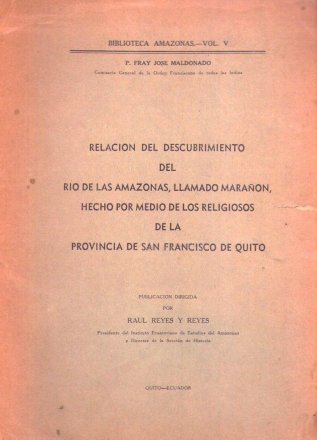 BIBLIOTECA AMAZONAS.—VOL. V
P. FRAY JOSE MALDONADO
Comisario General de la Orden Franciscana de todas las Indias
RELACION DEL DESCUBRIMIENTO
DEL
RIO DE LAS AMAZONAS, LLAMADO MARAÑON,
HECHO POR MEDIO DE LOS RELIGIOSOS
DE LA
PROVINCIA DE SAN FRANCISCO DE QUITO
PUBLICACION DIRIGIDA
POR
RAUL REYES Y REYES
Presidente del Instituto Ecuatoriano de Estudios del Amazonas
y Director de la Sección de Historia
QUITO—ECUADOR